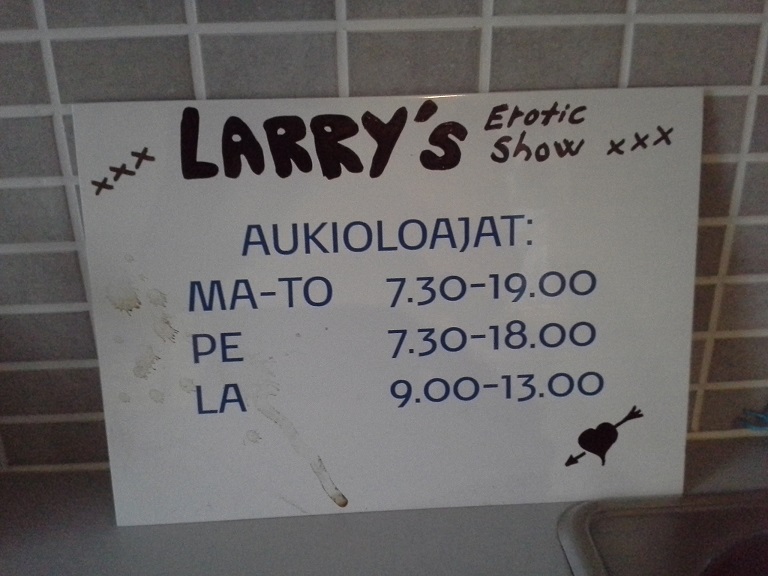 xxx LARRY's Erotic Show xxx
AUKIOLOAJAT:
MA-TO 7.30-19.00
PE 7.30-18.00
LA 9.00-13.00